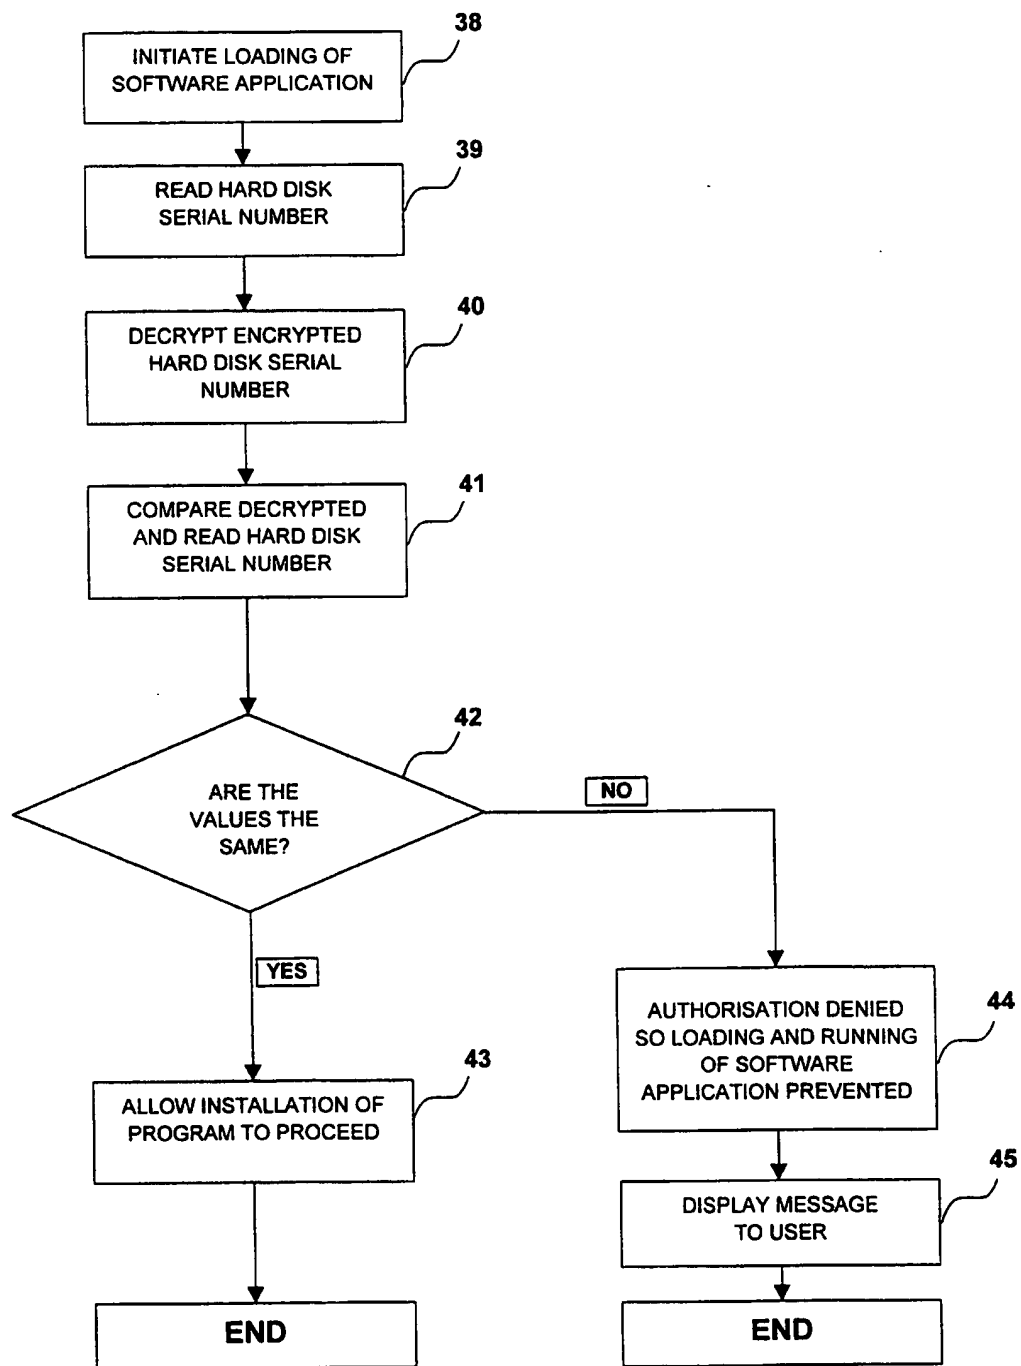 38
INITIATE LOADING OF
SOFTWARE APPLICATION
39
READ HARD DISK
SERIAL NUMBER
40
DECRYPT ENCRYPTED
HARD DISK SERIAL
NUMBER
41
COMPARE DECRYPTED
AND READ HARD DISK
SERIAL NUMBER
42
ARE THE
VALUES THE
SAME?
NO
YES
43
ALLOW INSTALLATION OF
PROGRAM TO PROCEED
END
44
AUTHORISATION DENIED
SO LOADING AND RUNNING
OF SOFTWARE
APPLICATION PREVENTED
45
DISPLAY MESSAGE
TO USER
END